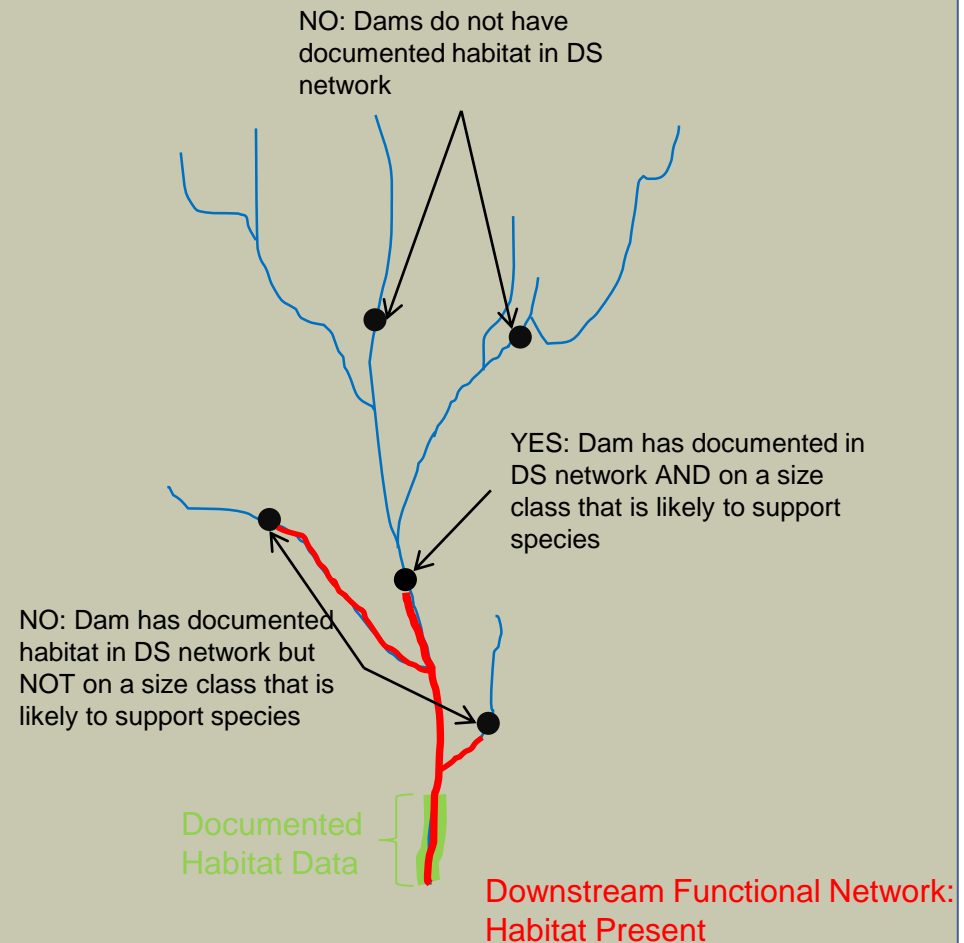 NO: Dams do not have
documented habitat in DS
network
YES: Dam has documented in
DS network AND on a size
class that is likely to support
species
NO: Dam has documented
habitat in DS network but
NOT on a size class that is
likely to support species
Documented
Habitat Data
Downstream Functional Network:
Habitat Present